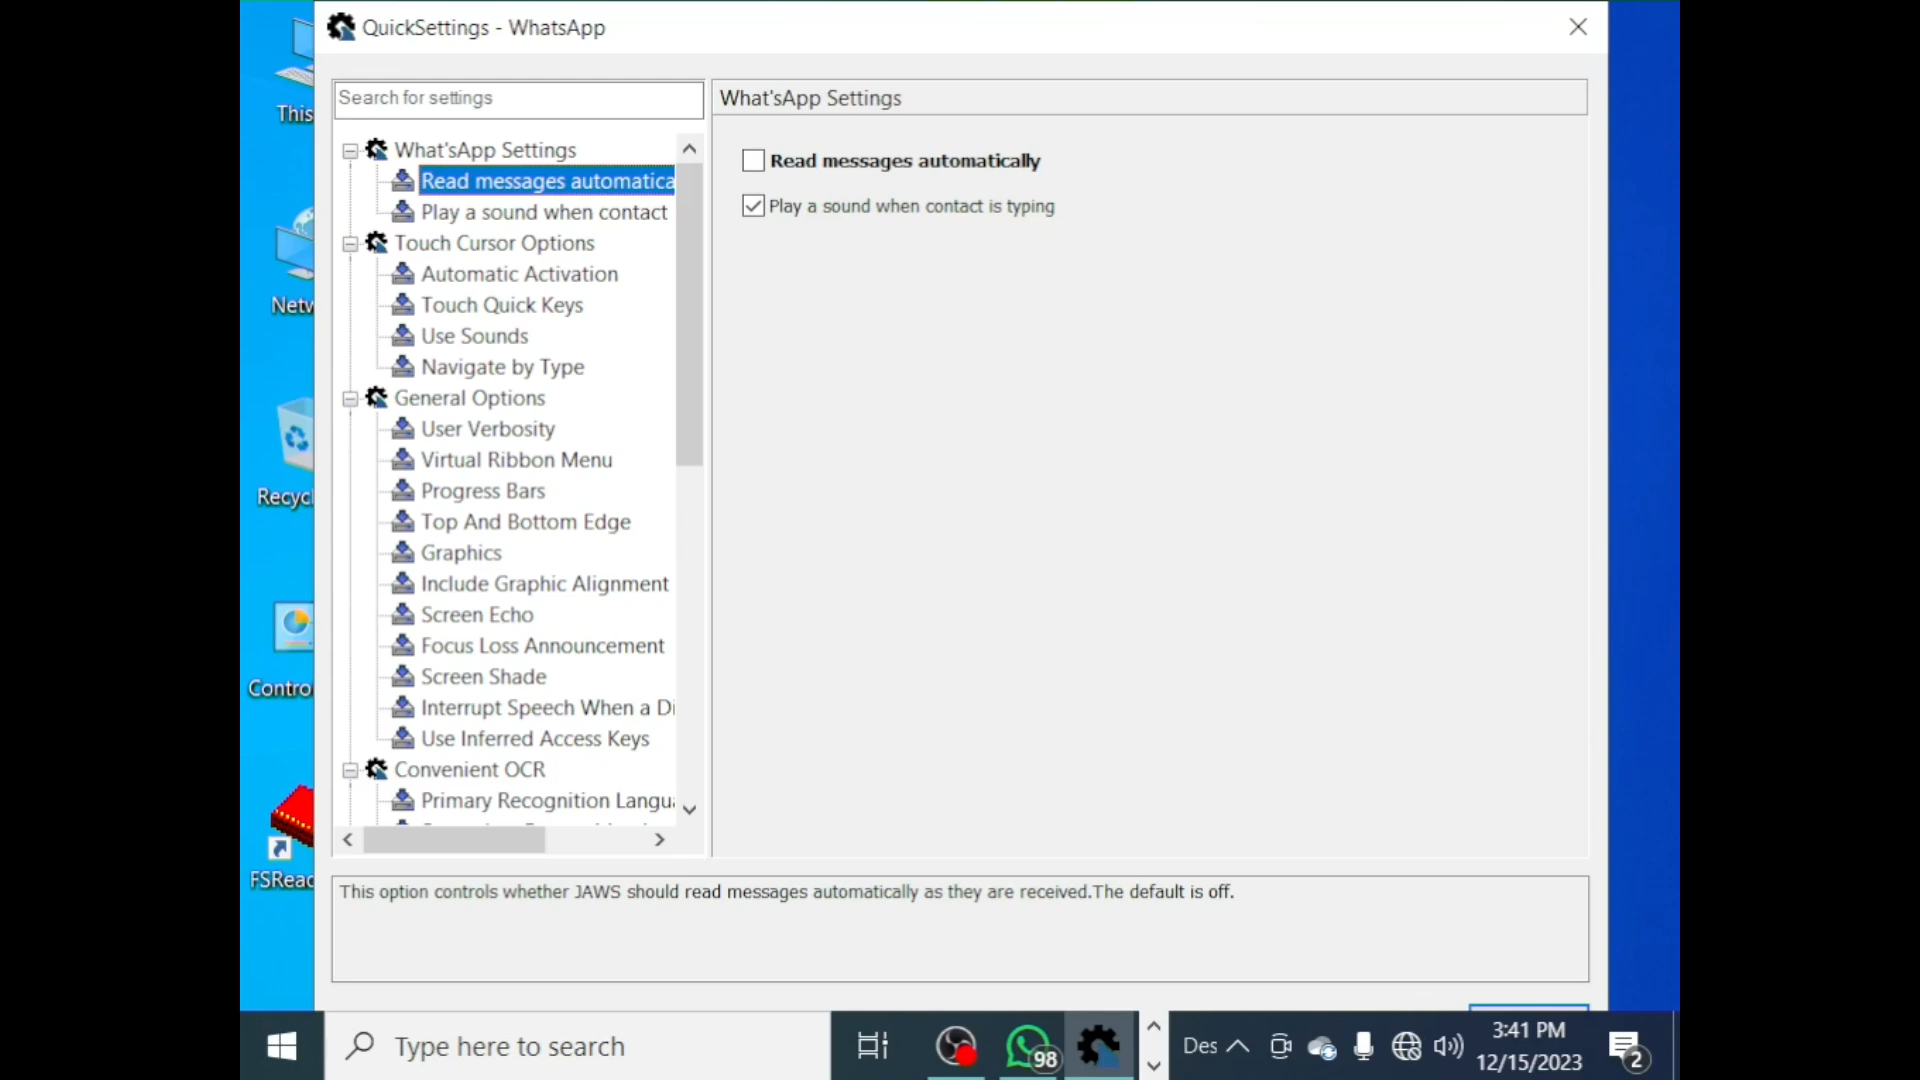 QuickSettings - WhatsApp
Search for settings
What'sApp Settings
Read messages automatica
Play a sound when contact
Touch Cursor Options
Automatic Activation
Touch Quick Keys
Use Sounds
Navigate by Type
General Options
User Verbosity
Virtual Ribbon Menu
Progress Bars
Top And Bottom Edge
Graphics
Include Graphic Alignment
Screen Echo
Focus Loss Announcement
Screen Shade
Interrupt Speech When a Di
Use Inferred Access Keys
Convenient OCR
Primary Recognition Langu
What'sApp Settings
Read messages automatically
Play a sound when contact is typing
This option controls whether JAWS should read messages automatically as they are received.The default is off.
This
Netw
Recycl
Contro
FSRead
Type here to search
98
Des
3:41 PM
12/15/2023
2